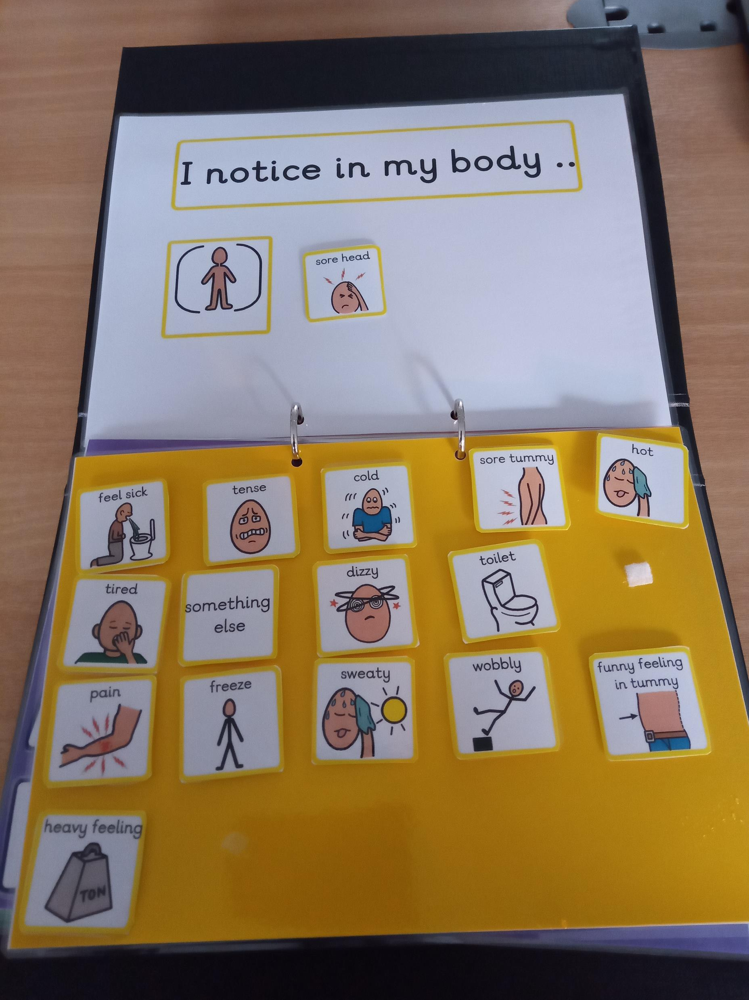 I notice in my body ..
sore head
feel sick
tense
cold
sore tummy
hot
tired
something
else
dizzy
toilet
pain
freeze
sweaty
wobbly
funny feeling
in tummy
heavy feeling
TON